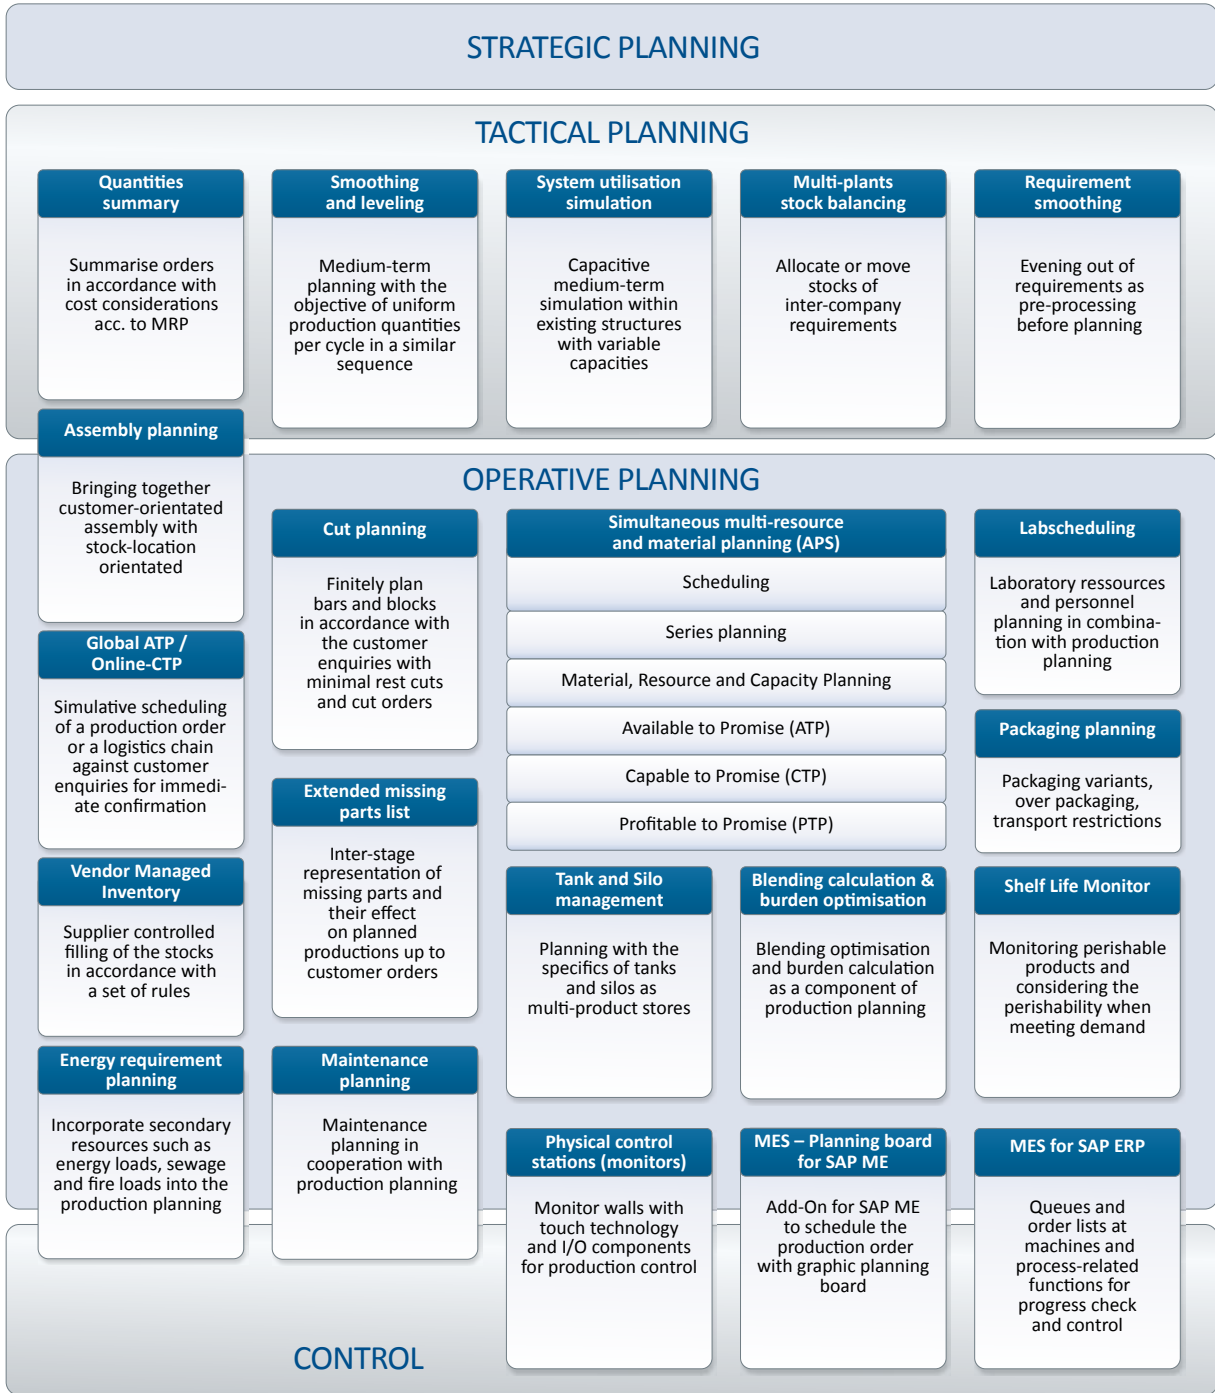 STRATEGIC PLANNING
TACTICAL PLANNING
Quantities
summary
Summarise orders
in accordance with
cost considerations
acc. to MRP
Smoothing
and leveling
Medium-term
planning with the
objective of uniform
production quantities
per cycle in a similar
sequence
System utilisation
simulation
Capacitive
medium-term
simulation within
existing structures
with variable
capacities
Multi-plants
stock balancing
Allocate or move
stocks of
inter-company
requirements
Requirement
smoothing
Evening out of
requirements as
pre-processing
before planning
Assembly planning
Bringing together
customer-orientated
assembly with
stock-location
orientated
OPERATIVE PLANNING
Global ATP /
Online-CTP
Simulative scheduling
of a production order
or a logistics chain
against customer
enquiries for immedi-
ate confirmation
Vendor Managed
Inventory
Supplier controlled
filling of the stocks
in accordance with
a set of rules
Energy requirement
planning
Incorporate secondary
resources such as
energy loads, sewage
and fire loads into the
production planning
Cut planning
Finitely plan
bars and blocks
in accordance with
the customer
enquiries with
minimal rest cuts
and cut orders
Extended missing
parts list
Inter-stage
representation of
missing parts and
their effect
on planned
productions up to
customer orders
Maintenance
planning
Maintenance
planning in
cooperation with
production planning
Simultaneous multi-resource
and material planning (APS)
Scheduling
Series planning
Material, Resource and Capacity Planning
Available to Promise (ATP)
Capable to Promise (CTP)
Profitable to Promise (PTP)
Labscheduling
Laboratory ressources
and personnel
planning in combina-
tion with production
planning
Packaging planning
Packaging variants,
over packaging,
transport restrictions
Tank and Silo
management
Planning with the
specifics of tanks
and silos as
multi-product stores
Blending calculation &
burden optimisation
Blending optimisation
and burden calculation
as a component of
production planning
Shelf Life Monitor
Monitoring perishable
products and
considering the
perishability when
meeting demand
Physical control
stations (monitors)
Monitor walls with
touch technology
and I/O components
for production control
MES – Planning board
for SAP ME
Add-On for SAP ME
to schedule the
production order
with graphic planning
board
MES for SAP ERP
Queues and
order lists at
machines and
process-related
functions for
progress check
and control
CONTROL